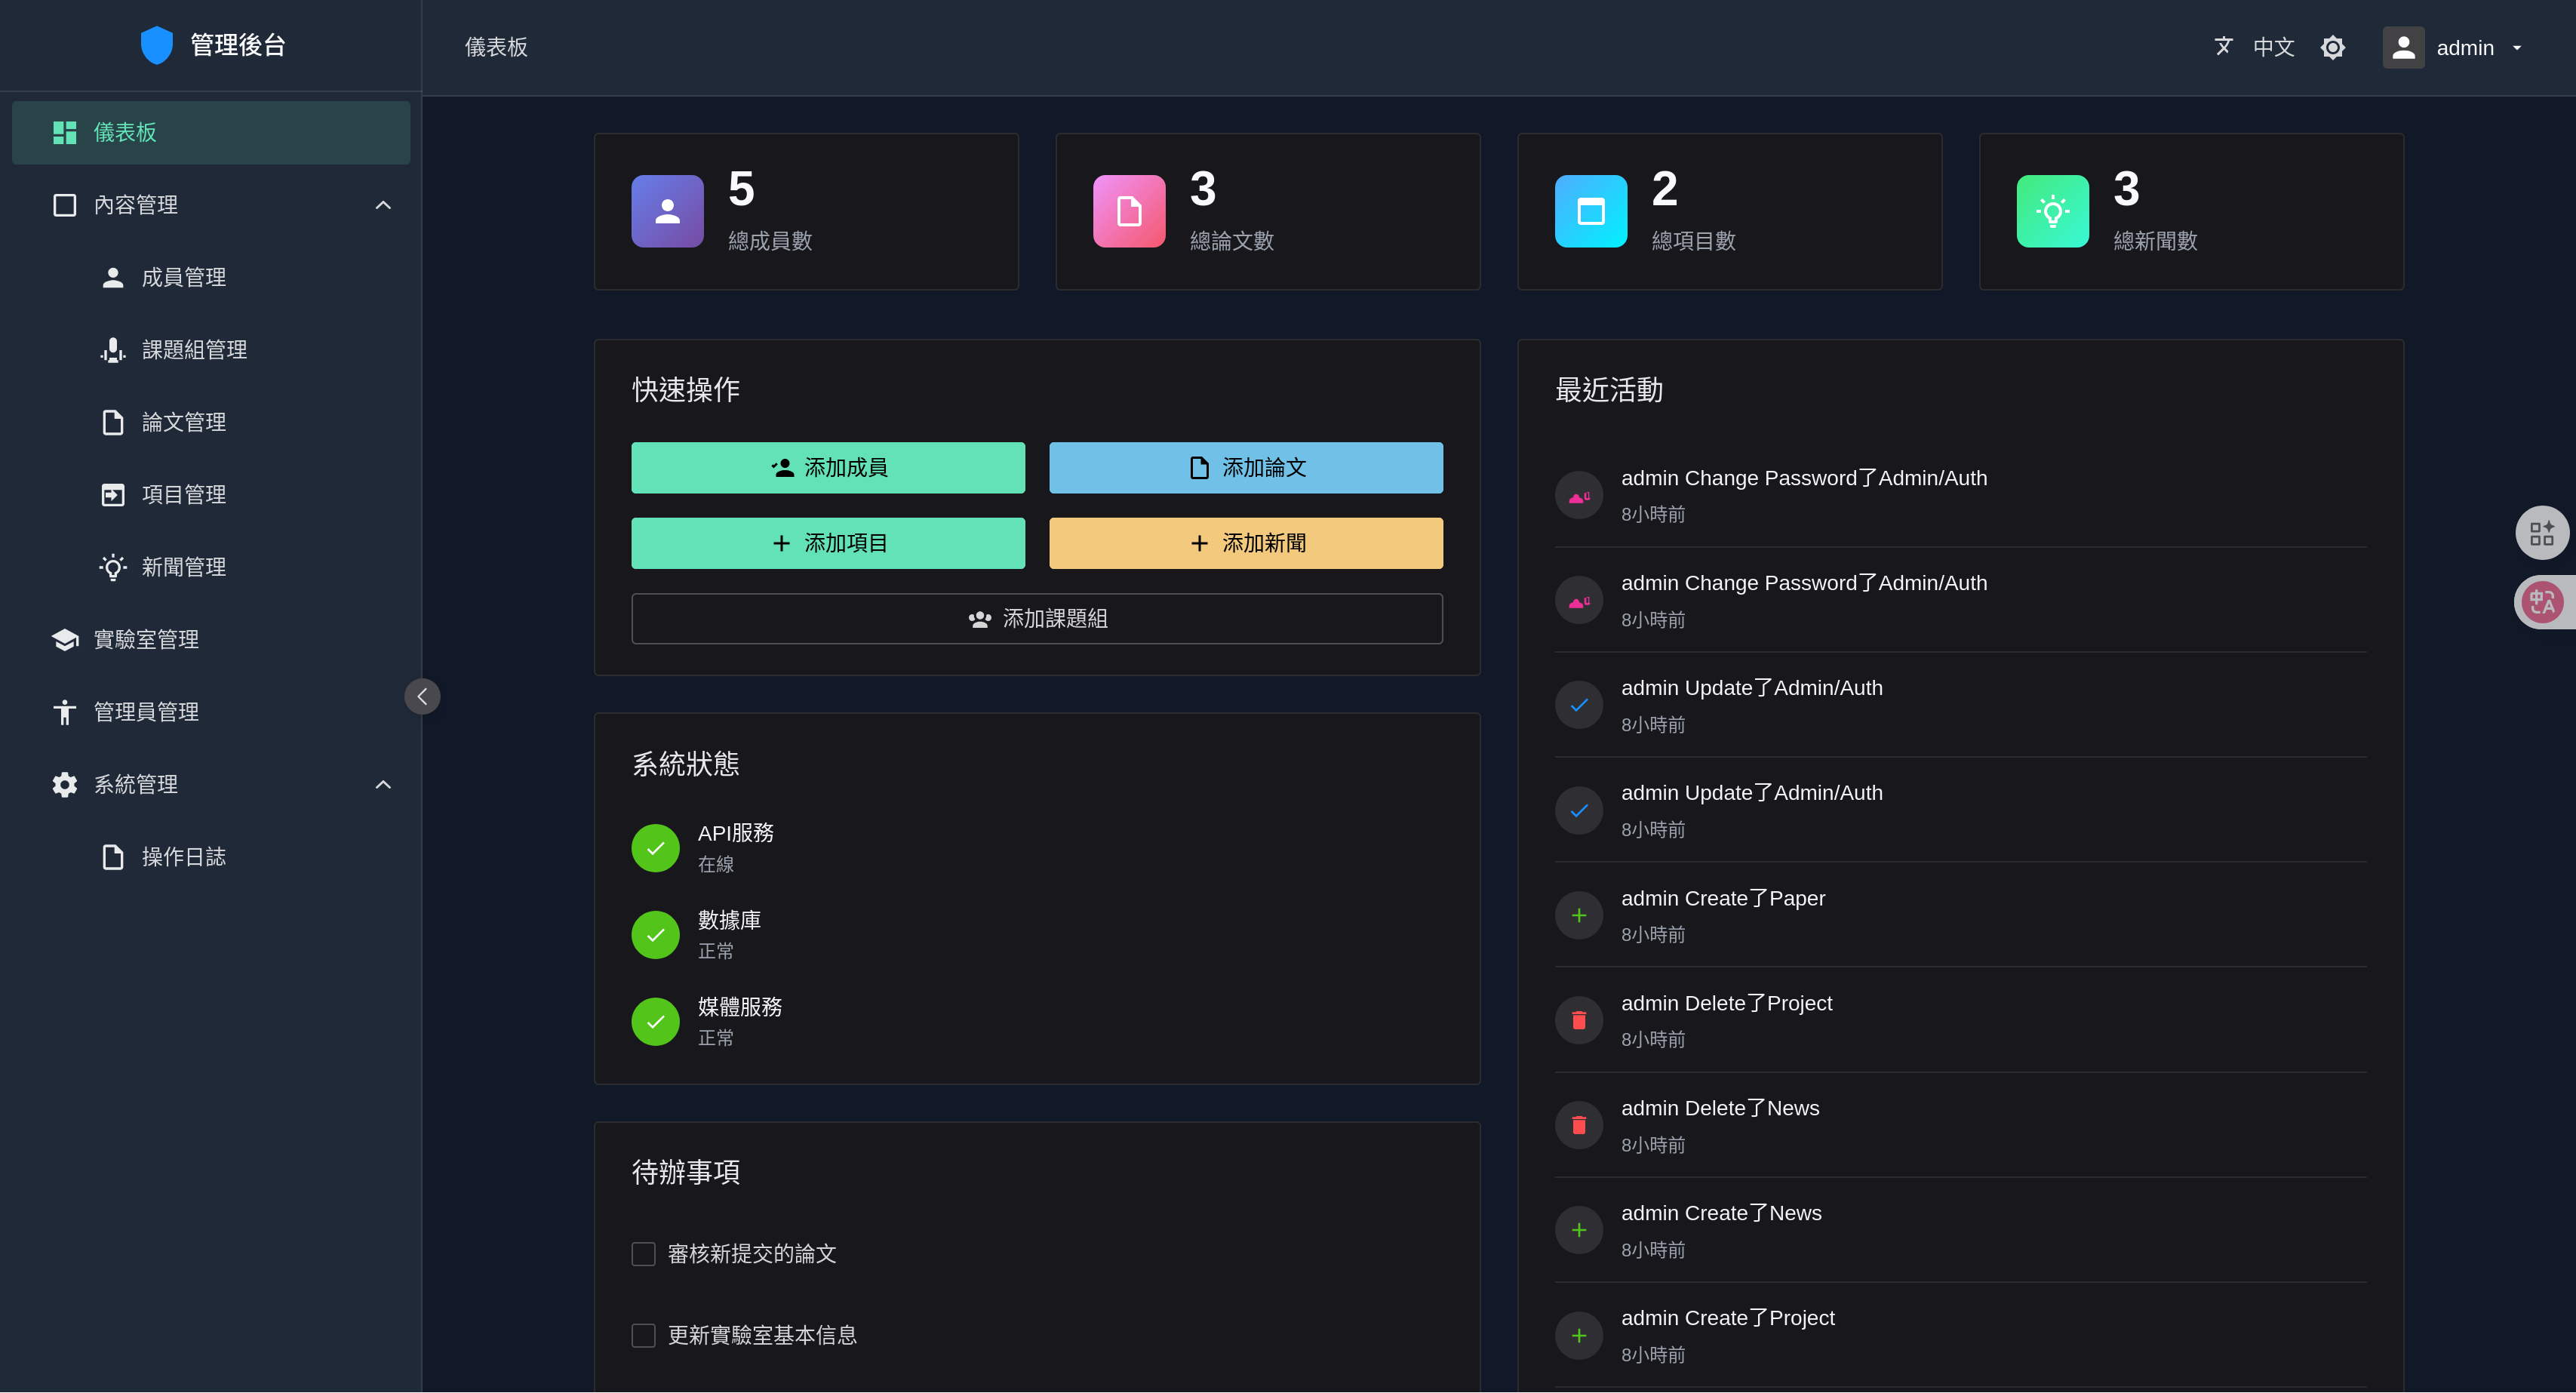 管理後台
儀表板
中文
admin
儀表板
內容管理
成員管理
課題組管理
論文管理
項目管理
新聞管理
實驗室管理
管理員管理
系統管理
操作日誌
5
總成員數
3
總論文數
2
總項目數
3
總新聞數
快速操作
添加成員
添加論文
添加項目
添加新聞
添加課題組
系統狀態
API服務
在線
數據庫
正常
媒體服務
正常
待辦事項
審核新提交的論文
更新實驗室基本信息
最近活動
admin Change Password了Admin/Auth
8小時前
admin Change Password了Admin/Auth
8小時前
admin Update了Admin/Auth
8小時前
admin Update了Admin/Auth
8小時前
admin Create了Paper
8小時前
admin Delete了Project
8小時前
admin Delete了News
8小時前
admin Create了News
8小時前
admin Create了Project
8小時前